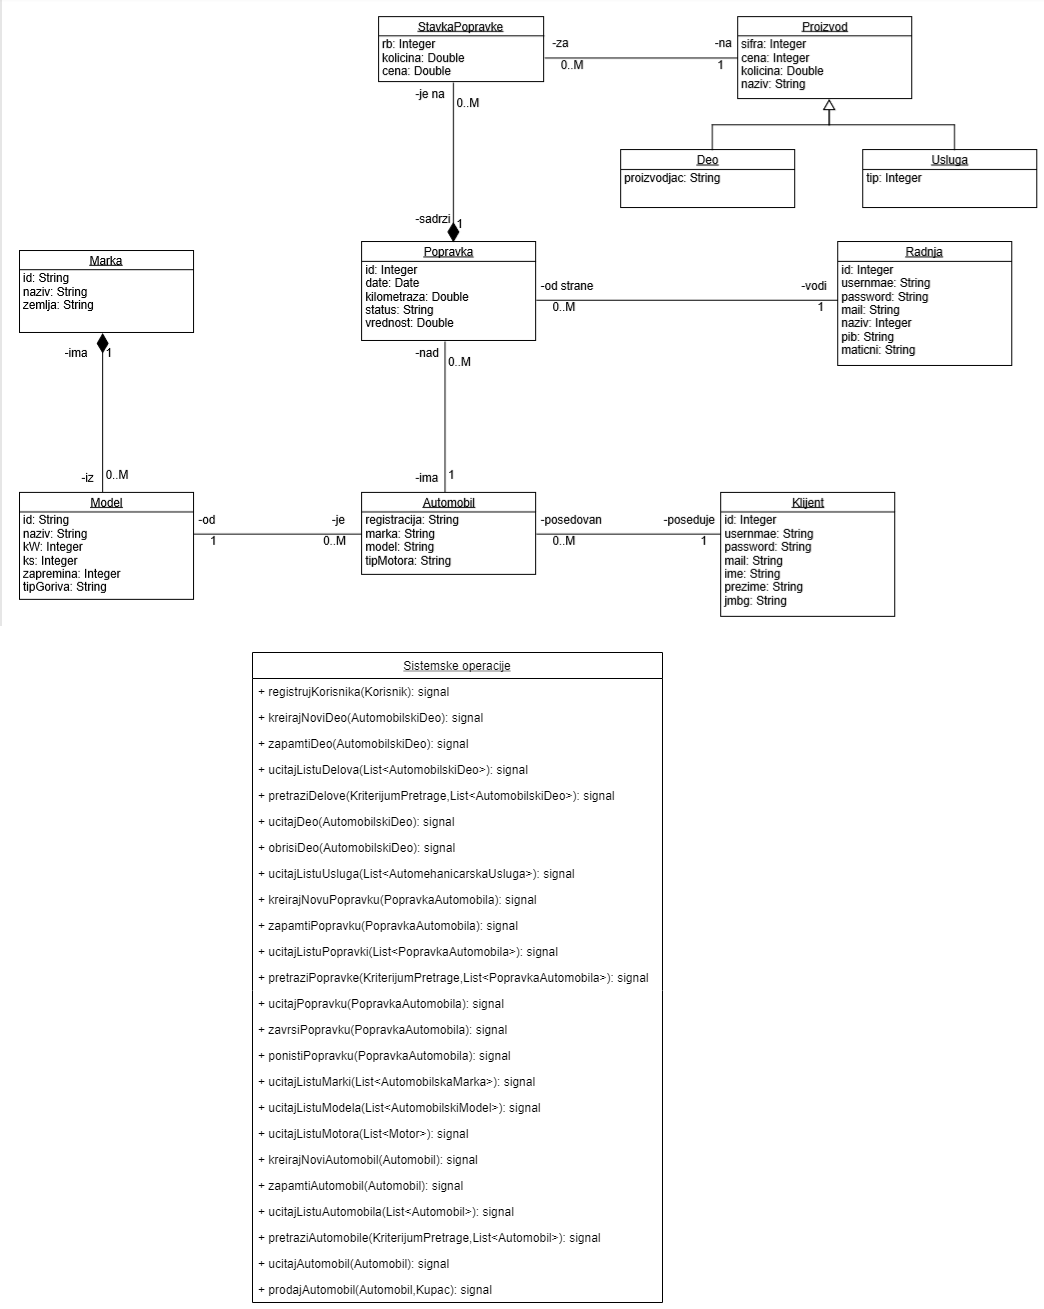 StavkaPopravke
rb: Integer
kolicina: Double
cena: Double
-za
0..M
-na
1
Proizvod
sifra: Integer
cena: Integer
kolicina: Double
naziv: String
-je na
0..M
Deo
proizvodjac: String
Usluga
tip: Integer
-sadrzi
1
Marka
id: String
naziv: String
zemlja: String
Popravka
id: Integer
date: Date
kilometraza: Double
status: String
vrednost: Double
-od strane
0..M
-vodi
1
Radnja
id: Integer
usernmae: String
password: String
mail: String
naziv: Integer
pib: String
maticni: String
-ima
1
-nad
0..M
-iz
0..M
-ima
1
Model
id: String
naziv: String
kW: Integer
ks: Integer
zapremina: Integer
tipGoriva: String
-od
1
-je
0..M
Automobil
registracija: String
marka: String
model: String
tipMotora: String
-posedovan
0..M
-poseduje
1
Klijent
id: Integer
usernmae: String
password: String
mail: String
ime: String
prezime: String
jmbg: String
Sistemske operacije
+ registrujKorisnika(Korisnik): signal
+ kreirajNoviDeo(AutomobilskiDeo): signal
+ zapamtiDeo(AutomobilskiDeo): signal
+ ucitajListuDelova(List<AutomobilskiDeo>): signal
+ pretraziDelove(KriterijumPretrage,List<AutomobilskiDeo>): signal
+ ucitajDeo(AutomobilskiDeo): signal
+ obrisiDeo(AutomobilskiDeo): signal
+ ucitajListuUsluga(List<AutomehanicarskaUsluga>): signal
+ kreirajNovuPopravku(PopravkaAutomobila): signal
+ zapamtiPopravku(PopravkaAutomobila): signal
+ ucitajListuPopravki(List<PopravkaAutomobila>): signal
+ pretraziPopravke(KriterijumPretrage,List<PopravkaAutomobila>): signal
+ ucitajPopravku(PopravkaAutomobila): signal
+ zavrsiPopravku(PopravkaAutomobila): signal
+ ponistiPopravku(PopravkaAutomobila): signal
+ ucitajListuMarki(List<AutomobilskaMarka>): signal
+ ucitajListuModela(List<AutomobilskiModel>): signal
+ ucitajListuMotora(List<Motor>): signal
+ kreirajNoviAutomobil(Automobil): signal
+ zapamtiAutomobil(Automobil): signal
+ ucitajListuAutomobila(List<Automobil>): signal
+ pretraziAutomobile(KriterijumPretrage,List<Automobil>): signal
+ ucitajAutomobil(Automobil): signal
+ prodajAutomobil(Automobil,Kupac): signal